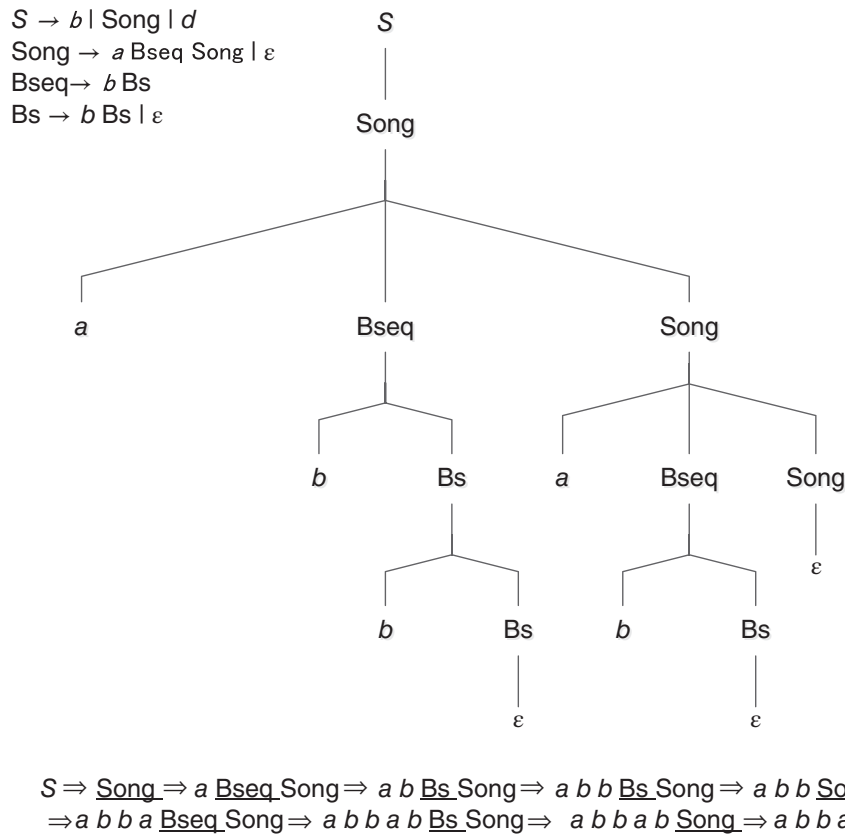 S → b | Song | d
Song → a Bseq Song | ε
Bseq→ b Bs
Bs → b Bs | ε
S
Song
a Bseq Song
b Bs a Bseq Song
ε
b Bs b Bs
ε ε
S ⇒ Song ⇒ a Bseq Song ⇒ a b Bs Song ⇒ a b b Bs Song ⇒ a b b
⇒ a b b a Bseq Song ⇒ a b b a b Bs Song ⇒ a b b a b Song ⇒ a b b a